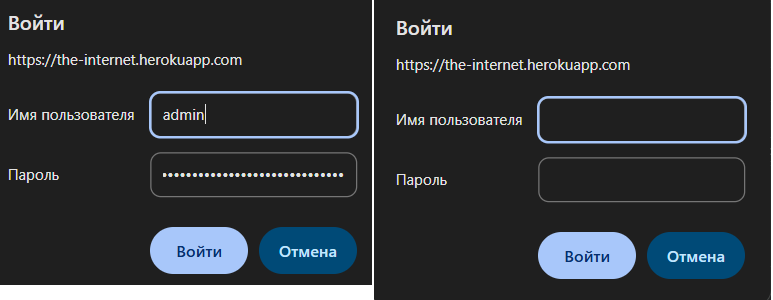 Войти
https://the-internet.herokuapp.com
Имя пользователя admin
Пароль ••••••••••••••••••••••••••••••
Войти Отмена
Войти
https://the-internet.herokuapp.com
Имя пользователя
Пароль
Войти Отмена